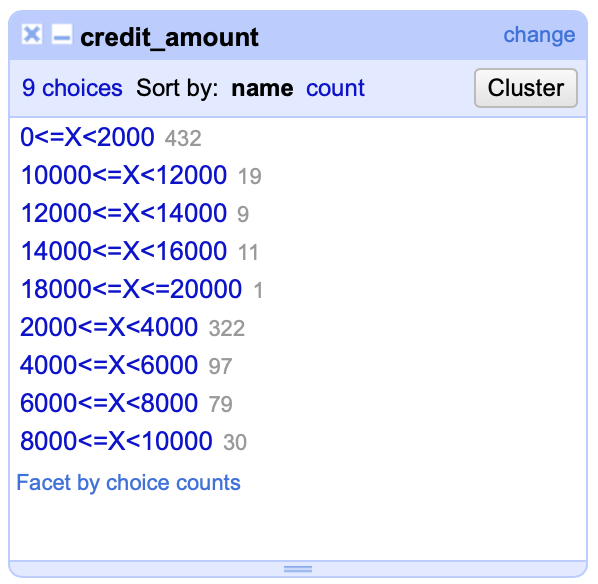 credit_amount change
9 choices Sort by: name count Cluster
0<=X<2000 432
10000<=X<12000 19
12000<=X<14000 9
14000<=X<16000 11
18000<=X<=20000 1
2000<=X<4000 322
4000<=X<6000 97
6000<=X<8000 79
8000<=X<10000 30
Facet by choice counts